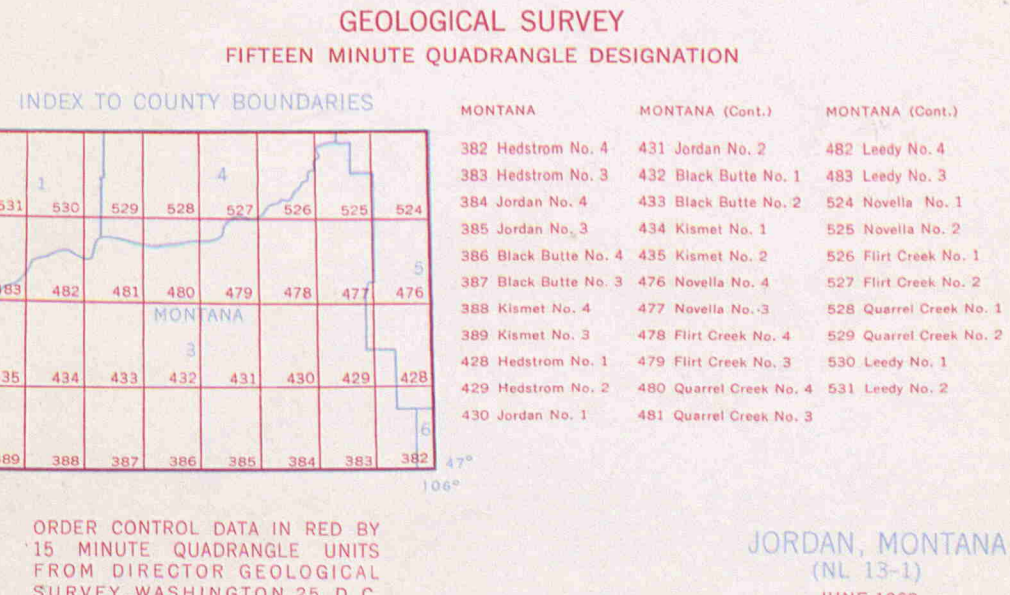 GEOLOGICAL SURVEY
FIFTEEN MINUTE QUADRANGLE DESIGNATION
INDEX TO COUNTY BOUNDARIES
1
4
531 530 529 528 527 526 525 524
5
83 482 481 480 479 478 477 476
MONTANA
3
35 434 433 432 431 430 429 428
6
89 388 387 386 385 384 383 382
47°
106°
MONTANA
382 Hedstrom No. 4
383 Hedstrom No. 3
384 Jordan No. 4
385 Jordan No. 3
386 Black Butte No. 4
387 Black Butte No. 3
388 Kismet No. 4
389 Kismet No. 3
428 Hedstrom No. 1
429 Hedstrom No. 2
430 Jordan No. 1
MONTANA (Cont.)
431 Jordan No. 2
432 Black Butte No. 1
433 Black Butte No. 2
434 Kismet No. 1
435 Kismet No. 2
476 Novella No. 4
477 Novella No. 3
478 Flirt Creek No. 4
479 Flirt Creek No. 3
480 Quarrel Creek No. 4
481 Quarrel Creek No. 3
MONTANA (Cont.)
482 Leedy No. 4
483 Leedy No. 3
524 Novella No. 1
525 Novella No. 2
526 Flirt Creek No. 1
527 Flirt Creek No. 2
528 Quarrel Creek No. 1
529 Quarrel Creek No. 2
530 Leedy No. 1
531 Leedy No. 2
ORDER CONTROL DATA IN RED BY
15 MINUTE QUADRANGLE UNITS
FROM DIRECTOR GEOLOGICAL
SURVEY WASHINGTON 25 D C
JORDAN, MONTANA
(NL 13-1)
JUNE